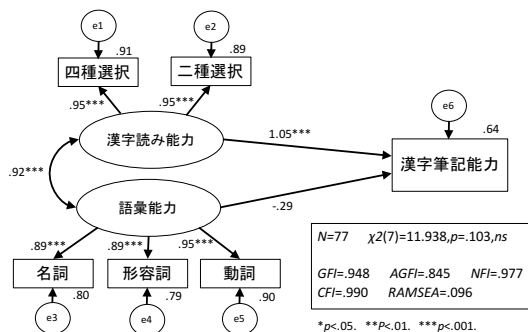 e1
e2
.91
.89
四種選択
二種選択
.95***
.95***
e6
漢字読み能力
1.05***
.64
漢字筆記能力
.92***
語彙能力
-.29
.89***
.89***
.95***
名詞
形容詞
動詞
.80
.79
.90
e3
e4
e5
N=77 χ2(7)=11.938,p=.103,ns
GFI=.948 AGFI=.845 NFI=.977
CFI=.990 RAMSEA=.096
*p<.05. **P<.01. ***p<.001.